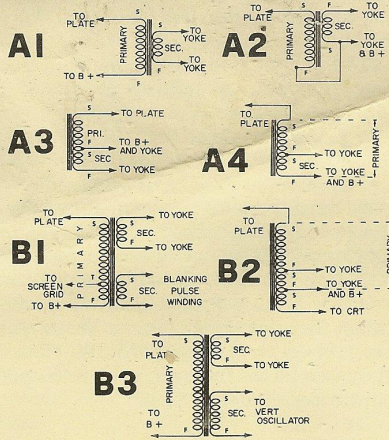 A1
TO PLATE
S
PRIMARY
F
TO B+
S
SEC.
F
TO YOKE
TO YOKE
A2
TO PLATE
S
PRIMARY
F
S
SEC.
F
TO YOKE
TO YOKE & B+
A3
S
TO PLATE
PRI.
F
S
TO B+ AND YOKE
SEC
F
TO YOKE
A4
TO PLATE
S
F
S
SEC.
F
TO YOKE
TO YOKE AND B+
PRIMARY
B1
TO PLATE
S
PRIMARY
T
TO SCREEN GRID
F
TO B+
S
SEC.
F
TO YOKE
TO YOKE
S
SEC.
F
BLANKING PULSE WINDING
B2
TO PLATE
S
S
F
F
TO YOKE
TO YOKE AND B+
TO CRT
B3
TO PLAT
S
PRIMARY
TO B+
F
S
SEC.
F
TO YOKE
TO YOKE
S
SEC.
F
TO VERT OSCILLATOR